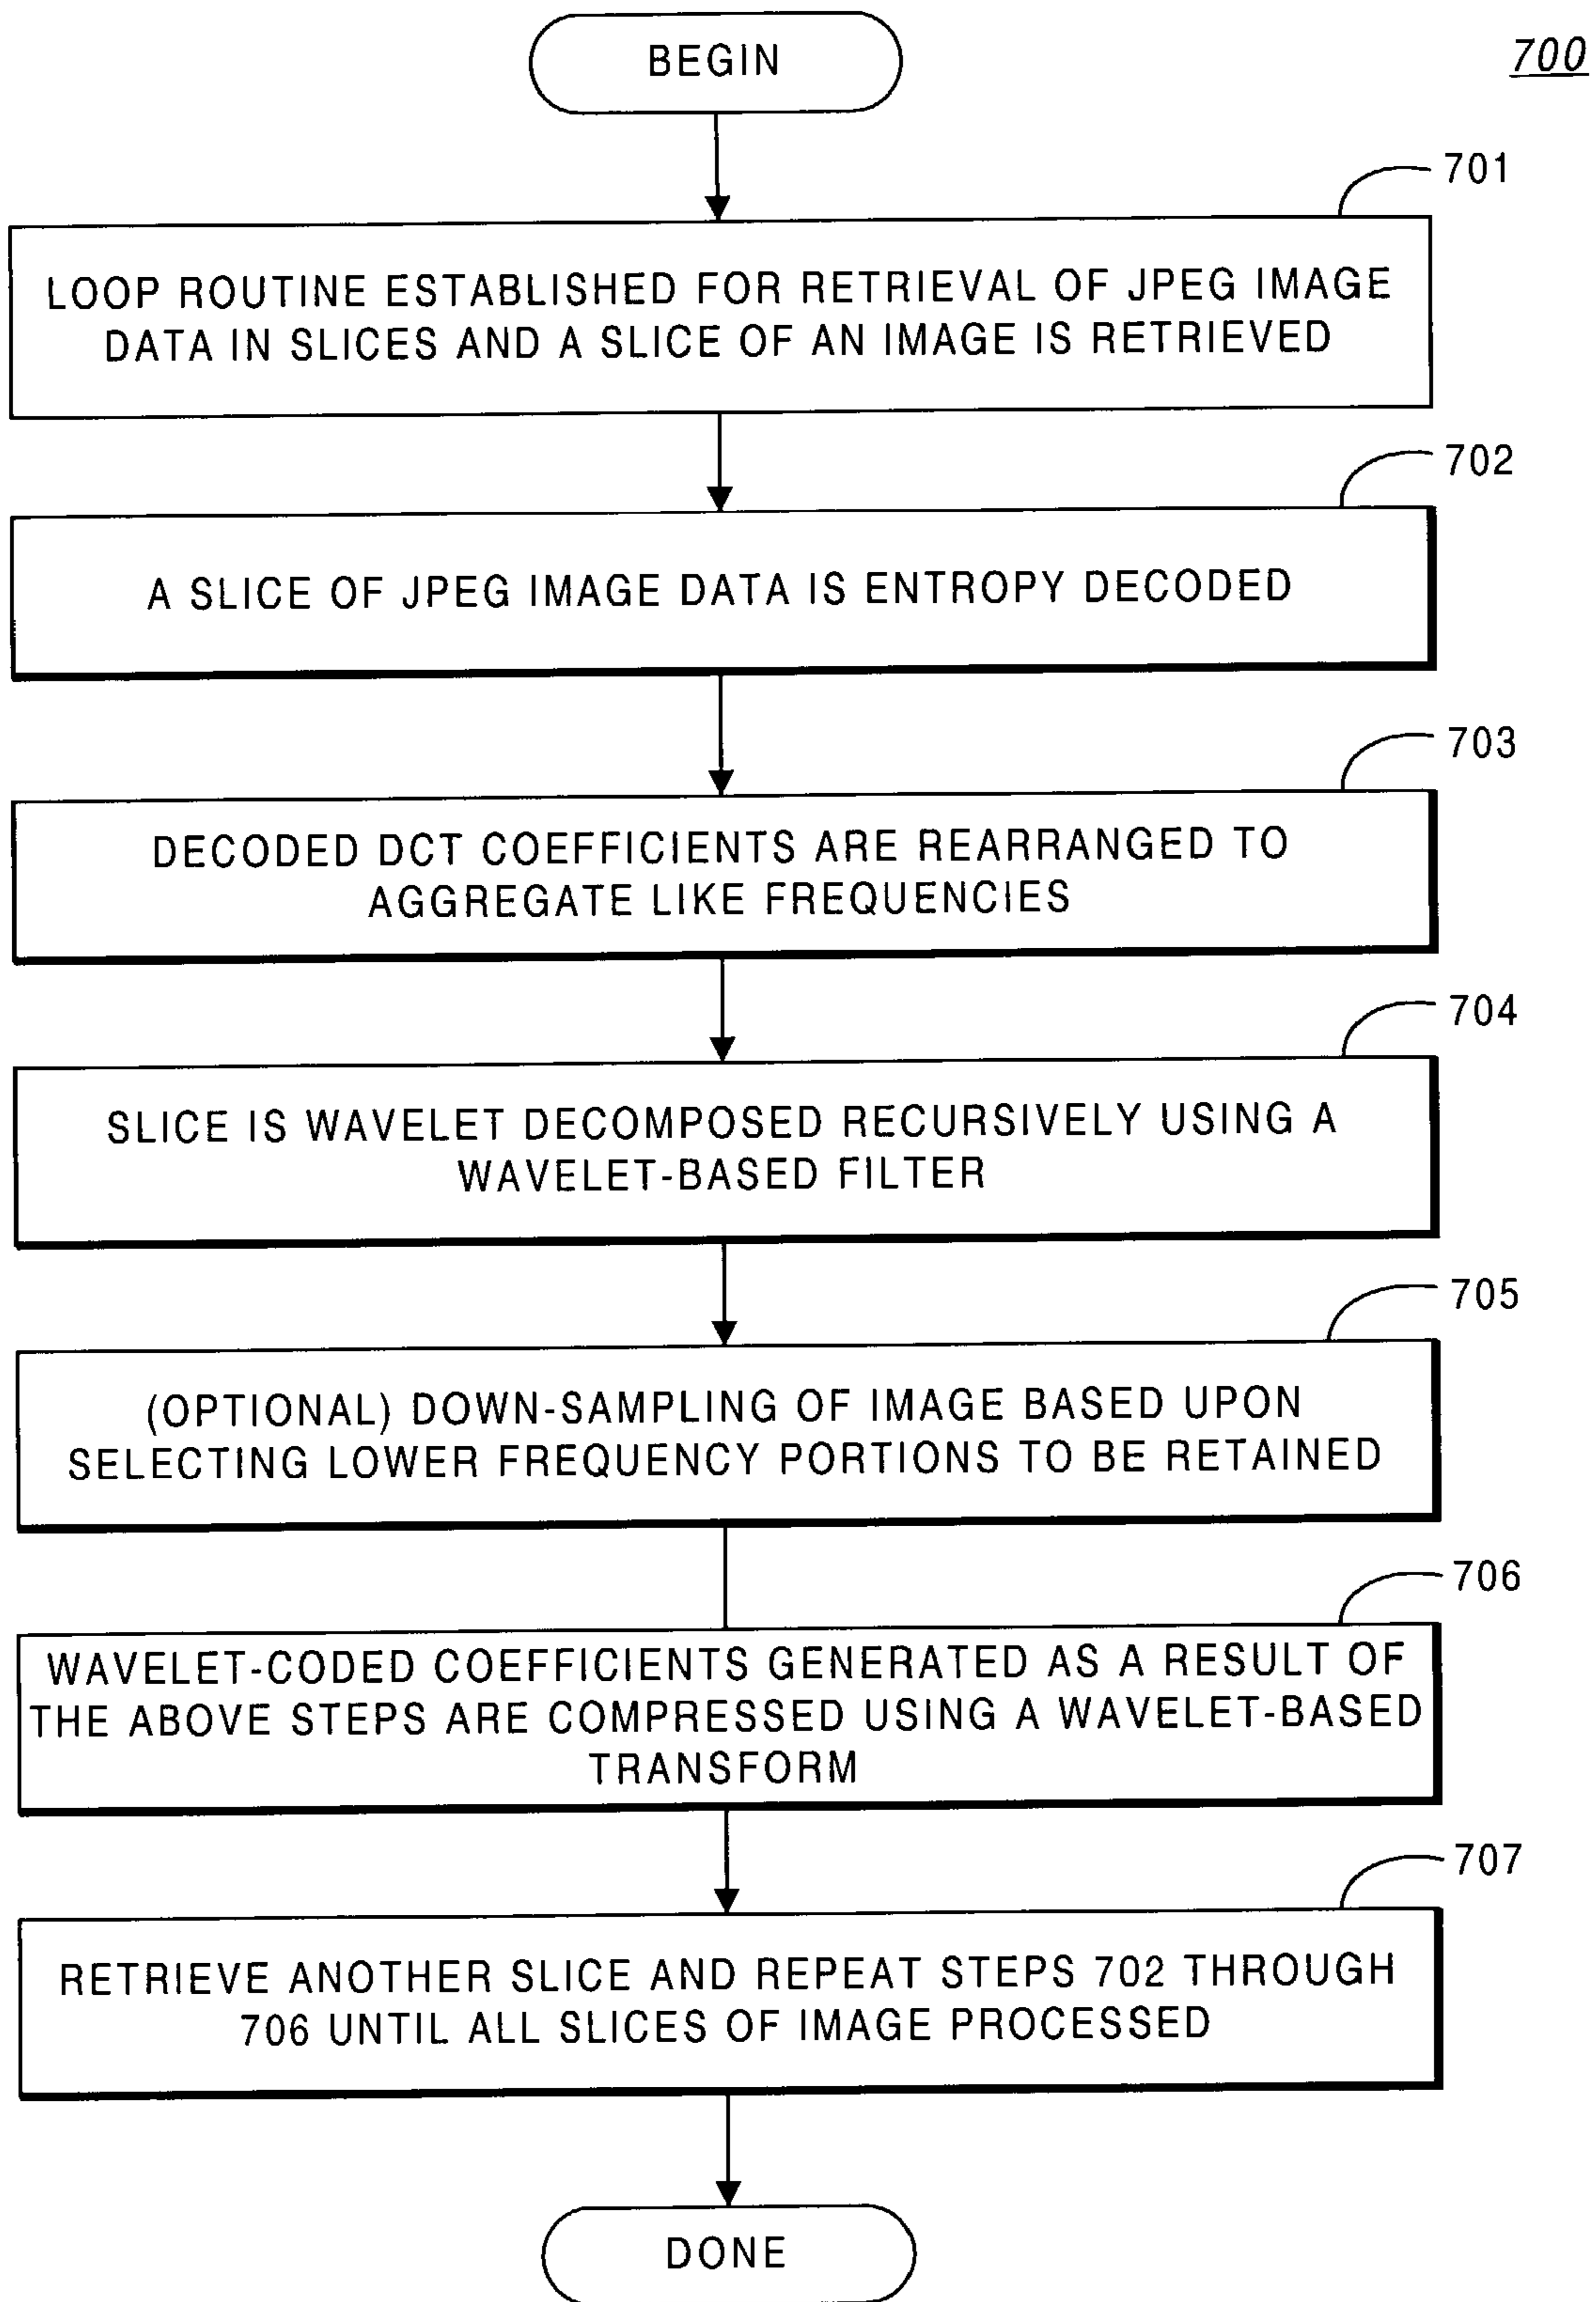 BEGIN
700
701
LOOP ROUTINE ESTABLISHED FOR RETRIEVAL OF JPEG IMAGE
DATA IN SLICES AND A SLICE OF AN IMAGE IS RETRIEVED
702
A SLICE OF JPEG IMAGE DATA IS ENTROPY DECODED
703
DECODED DCT COEFFICIENTS ARE REARRANGED TO
AGGREGATE LIKE FREQUENCIES
704
SLICE IS WAVELET DECOMPOSED RECURSIVELY USING A
WAVELET-BASED FILTER
705
(OPTIONAL) DOWN-SAMPLING OF IMAGE BASED UPON
SELECTING LOWER FREQUENCY PORTIONS TO BE RETAINED
706
WAVELET-CODED COEFFICIENTS GENERATED AS A RESULT OF
THE ABOVE STEPS ARE COMPRESSED USING A WAVELET-BASED
TRANSFORM
707
RETRIEVE ANOTHER SLICE AND REPEAT STEPS 702 THROUGH
706 UNTIL ALL SLICES OF IMAGE PROCESSED
DONE